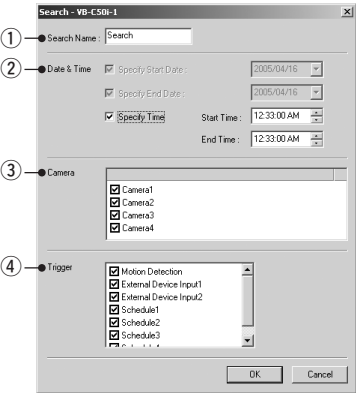 Search - VB-C50i-1
① Search Name : Search
② Date & Time Specify Start Date : 2005/04/16
Specify End Date : 2005/04/16
Specify Time Start Time : 12:33:00 AM
End Time : 12:33:00 AM
③ Camera
Camera1
Camera2
Camera3
Camera4
④ Trigger
Motion Detection
External Device Input1
External Device Input2
Schedule1
Schedule2
Schedule3
OK Cancel